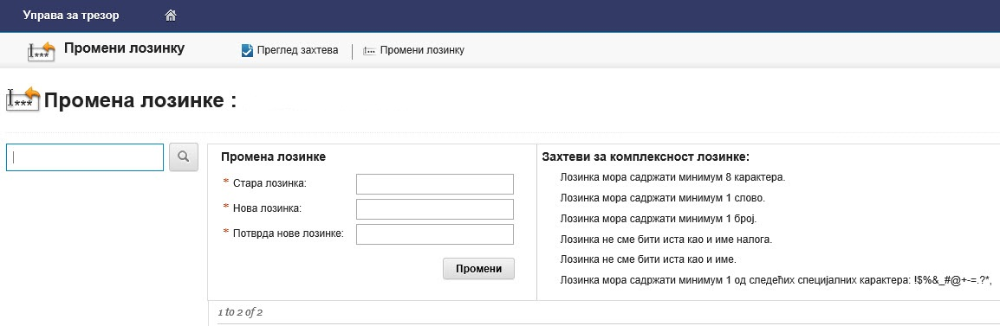 Управа за трезор
Промени лозинку
Преглед захтева
Промени лозинку
Промена лозинке :
Промена лозинке
* Стара лозинка:
* Нова лозинка:
* Потврда нове лозинке:
Промени
Захтеви за комплексност лозинке:
Лозинка мора садржати минимум 8 карактера.
Лозинка мора садржати минимум 1 слово.
Лозинка мора садржати минимум 1 број.
Лозинка не сме бити иста као и име налога.
Лозинка не сме бити иста као и име.
Лозинка мора садржати минимум 1 од следећих специјалних карактера: !$%&_#@+-=.?*,
1 to 2 of 2